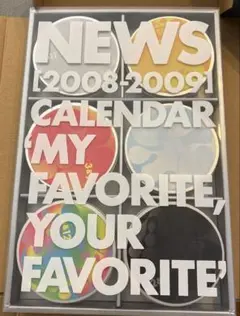 NEWS
[2008-2009]
CALENDAR
'MY
FAVORITE,
YOUR
FAVORITE'